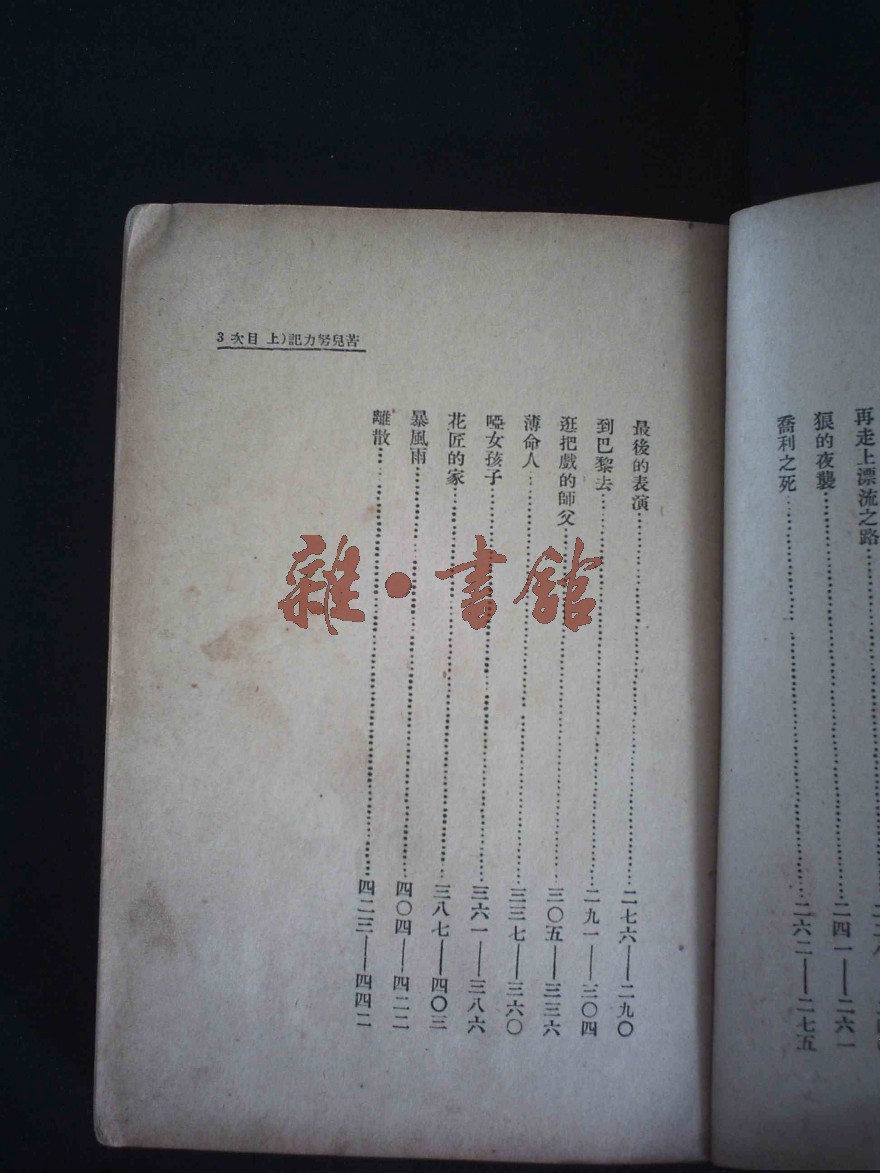 再走上漂流之路
狼的夜襲……二四一——二六一
喬利之死……二六二——二七五
苦兒努力記)上 目次 3
最後的表演……二七六——二九〇
到巴黎去……二九一——三〇四
逛把戲的師父……三〇五——三三六
薄命人……三三七——三六〇
啞女孩子……三六一——三八六
花匠的家……三八七——四〇三
暴風雨……四〇四——四二二
離散……四二三——四四二
雜·書館